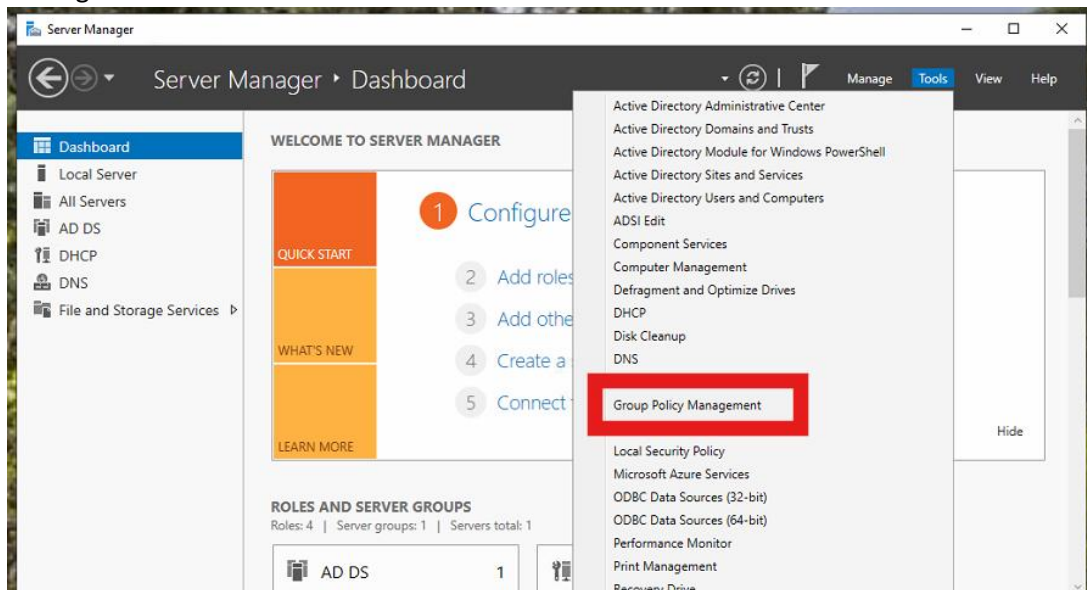 Server Manager
Server Manager • Dashboard
Manage Tools View Help
Dashboard
Local Server
All Servers
AD DS
DHCP
DNS
File and Storage Services
WELCOME TO SERVER MANAGER
QUICK START
WHAT'S NEW
LEARN MORE
1 Configure
2 Add roles
3 Add othe
4 Create a
5 Connect
Hide
ROLES AND SERVER GROUPS
Roles: 4 | Server groups: 1 | Servers total: 1
AD DS 1
Active Directory Administrative Center
Active Directory Domains and Trusts
Active Directory Module for Windows PowerShell
Active Directory Sites and Services
Active Directory Users and Computers
ADSI Edit
Component Services
Computer Management
Defragment and Optimize Drives
DHCP
Disk Cleanup
DNS
Group Policy Management
Local Security Policy
Microsoft Azure Services
ODBC Data Sources (32-bit)
ODBC Data Sources (64-bit)
Performance Monitor
Print Management
Recovery Drive